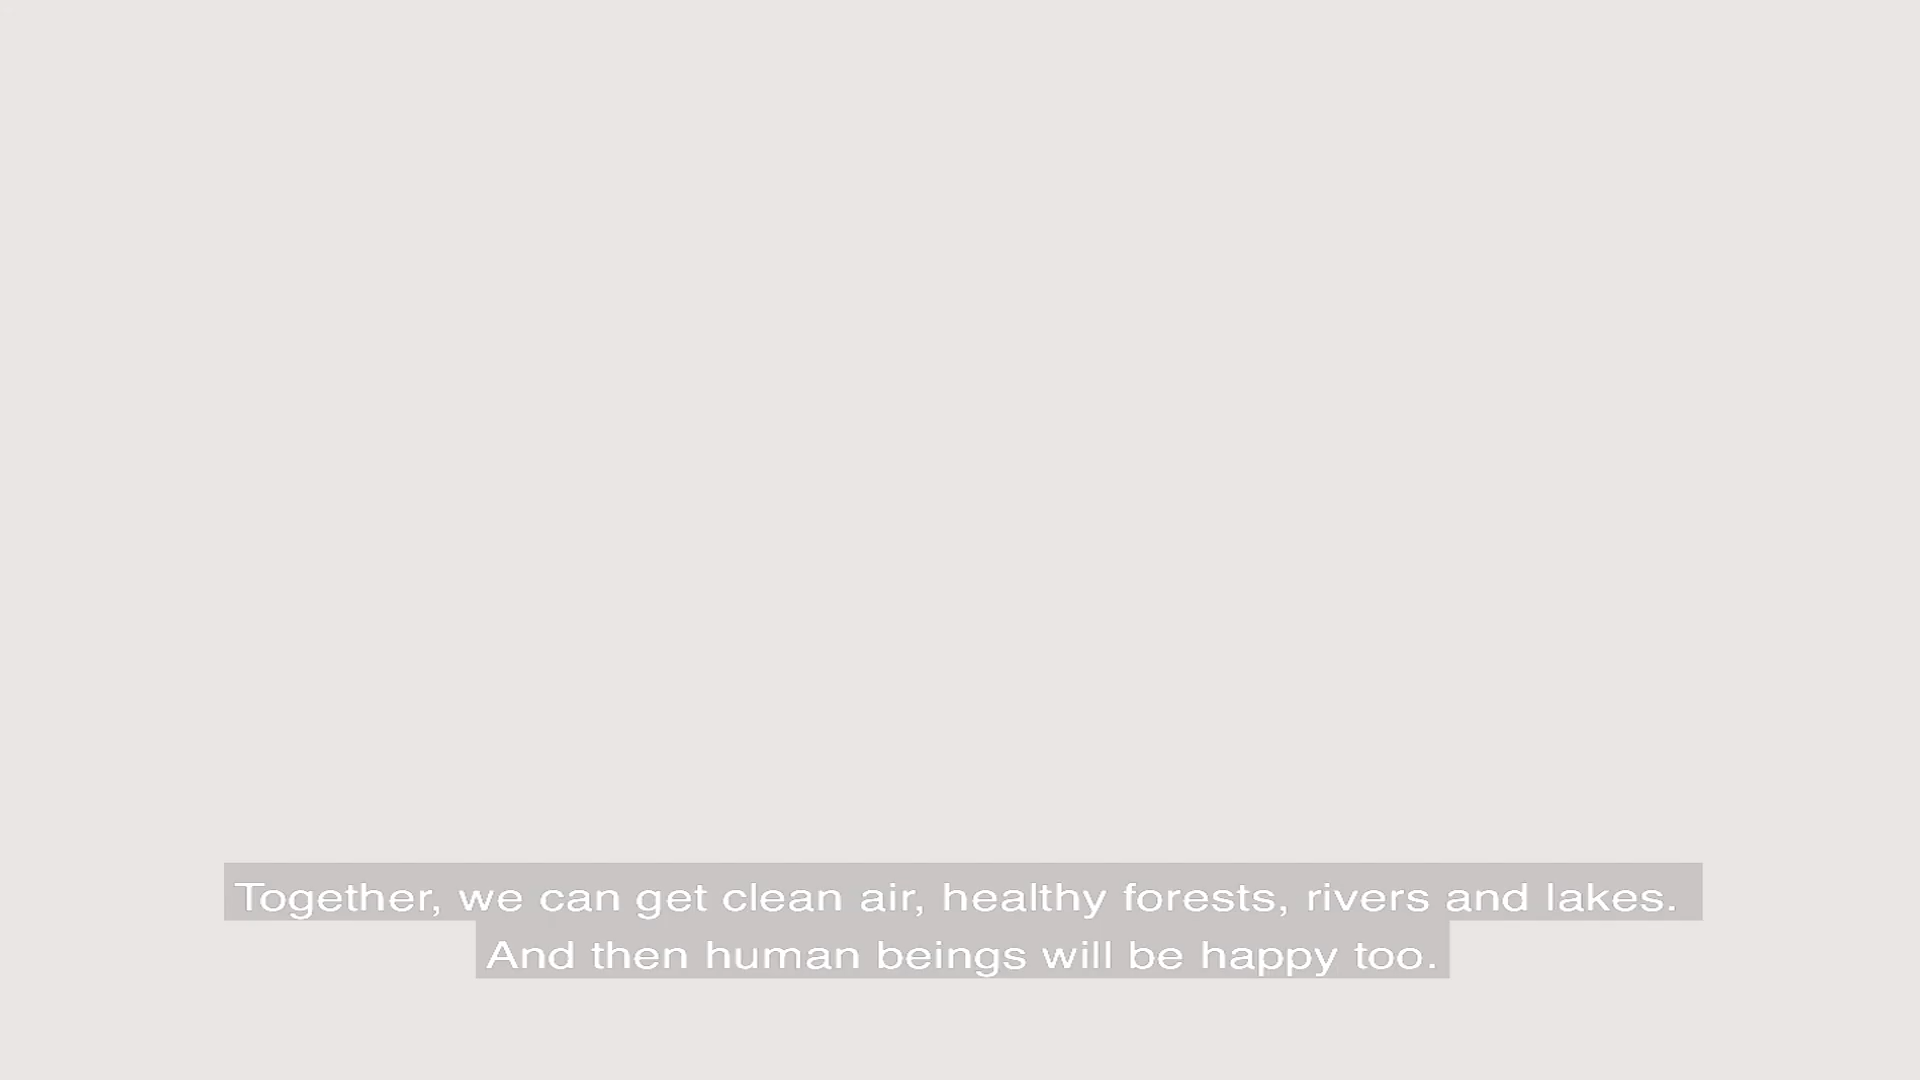 Together, we can get clean air, healthy forests, rivers and lakes.
And then human beings will be happy too.